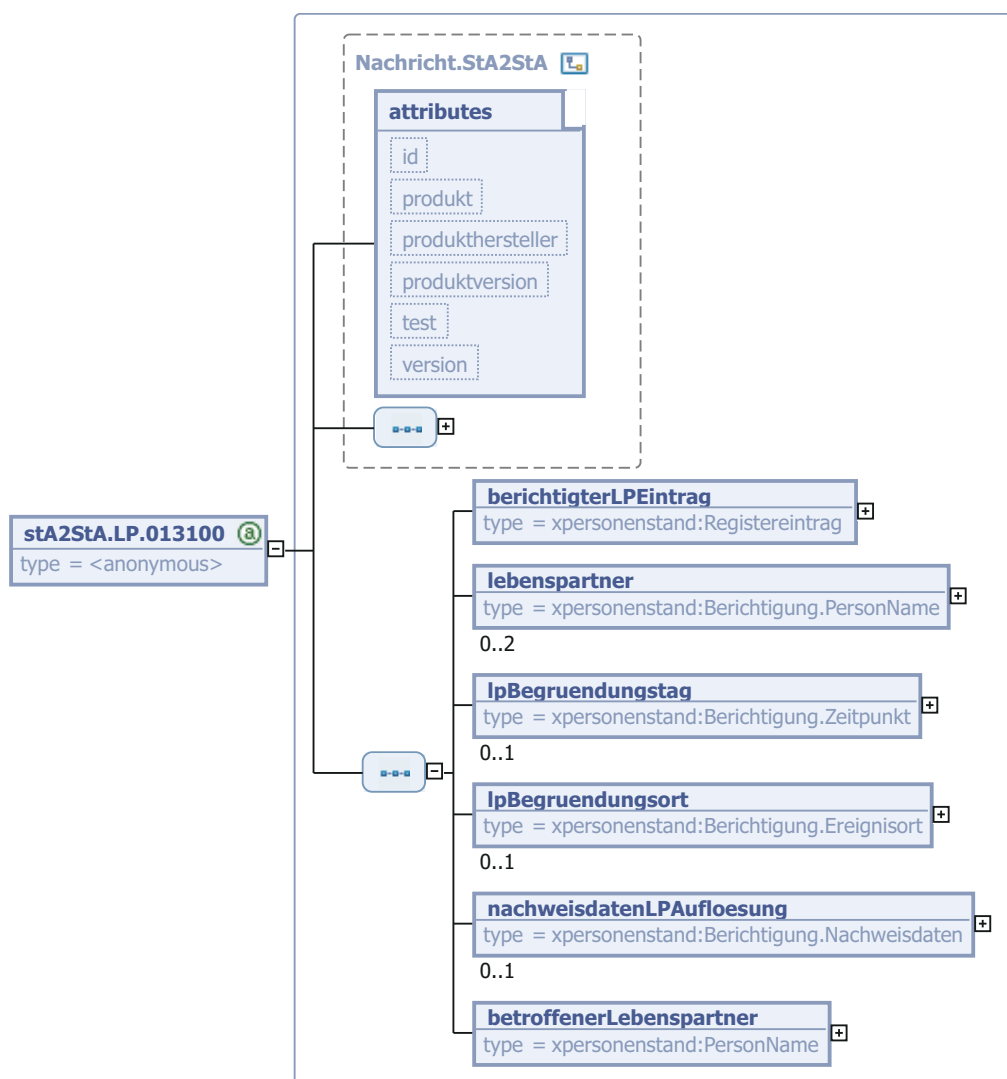 Nachricht.StA2StA
attributes
id
produkt
produkthersteller
produktversion
test
version
stA2StA.LP.013100 a
type = <anonymous>
berichtigterLPEintrag
type = xpersonenstand:Registereintrag
lebenspartner
type = xpersonenstand:Berichtigung.PersonName
0..2
lpBegruendungstag
type = xpersonenstand:Berichtigung.Zeitpunkt
0..1
lpBegruendungsort
type = xpersonenstand:Berichtigung.Ereignisort
0..1
nachweisdatenLPAufloesung
type = xpersonenstand:Berichtigung.Nachweisdaten
0..1
betroffenerLebenspartner
type = xpersonenstand:PersonName